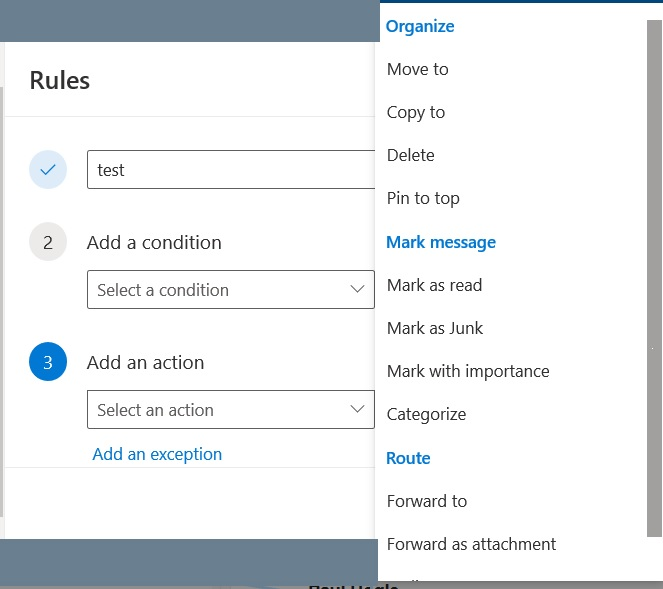 Rules
test
2
Add a condition
Select a condition
3
Add an action
Select an action
Add an exception
Organize
Move to
Copy to
Delete
Pin to top
Mark message
Mark as read
Mark as Junk
Mark with importance
Categorize
Route
Forward to
Forward as attachment